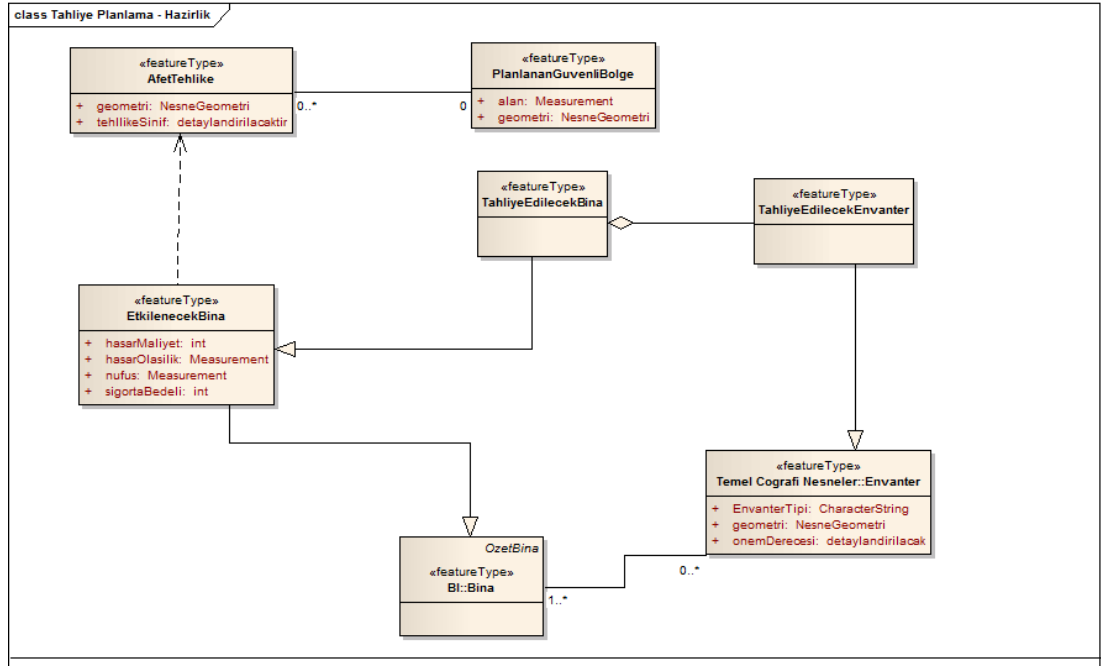 class Tahliye Planlama - Hazirlik
«featureType»
AfetTehlike
+ geometri: NesneGeometri
+ tehllikeSinif: detaylandirilacaktir
0..*
0
«featureType»
PlanlananGuvenliBolge
+ alan: Measurement
+ geometri: NesneGeometri
«featureType»
TahliyeEdilecekBina
«featureType»
TahliyeEdilecekEnvanter
«featureType»
EtkilenecekBina
+ hasarMaliyet: int
+ hasarOlasilik: Measurement
+ nufus: Measurement
+ sigortaBedeli: int
«featureType»
Temel Cografi Nesneler::Envanter
+ EnvanterTipi: CharacterString
+ geometri: NesneGeometri
+ onemDerecesi: detaylandirilacak
OzetBina
«featureType»
BI::Bina
1..*
0..*